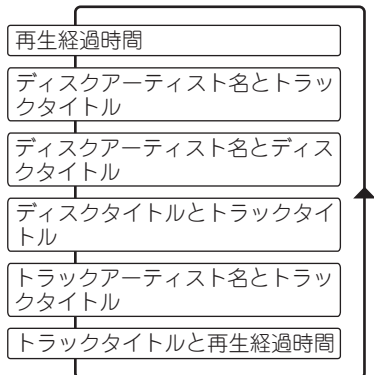 再生経過時間
ディスクアーティスト名とトラッ
クタイトル
ディスクアーティスト名とディス
クタイトル
ディスクタイトルとトラックタイ
トル
トラックアーティスト名とトラッ
クタイトル
トラックタイトルと再生経過時間